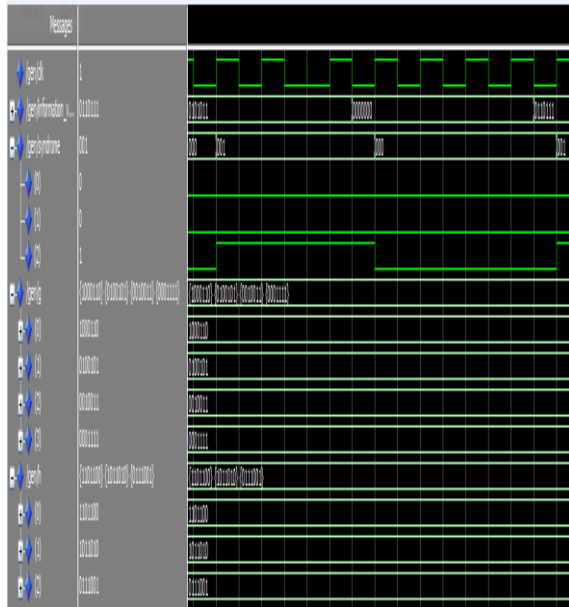 Messages
/gen/clk 1
/gen/information_v... 0110111 0000000 0110111
/gen/syndrome 001 000 001 000 001
(0) 0
(1) 0
(2) 1
/gen/g {1000110} {0100101} {0010011} {0001111} {1000110} {0100101} {0010011} {0001111}
(0) 1000110 1000110
(1) 0100101 0100101
(2) 0010011 0010011
(3) 0001111 0001111
/gen/h {1101100} {1011010} {0111001} {1101100} {1011010} {0111001}
(0) 1101100 1101100
(1) 1011010 1011010
(2) 0111001 0111001